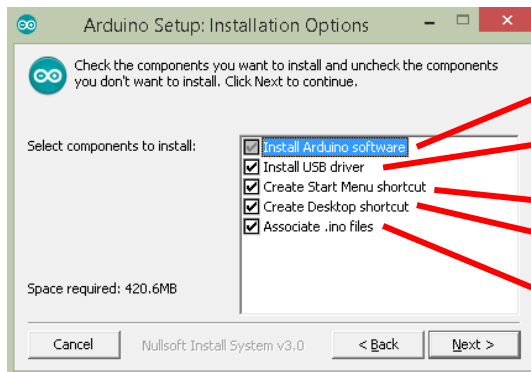 Arduino Setup: Installation Options
Check the components you want to install and uncheck the components
you don't want to install. Click Next to continue.
Select components to install:
Install Arduino software
Install USB driver
Create Start Menu shortcut
Create Desktop shortcut
Associate .ino files
Space required: 420.6MB
Cancel
Nullsoft Install System v3.0
< Back
Next >